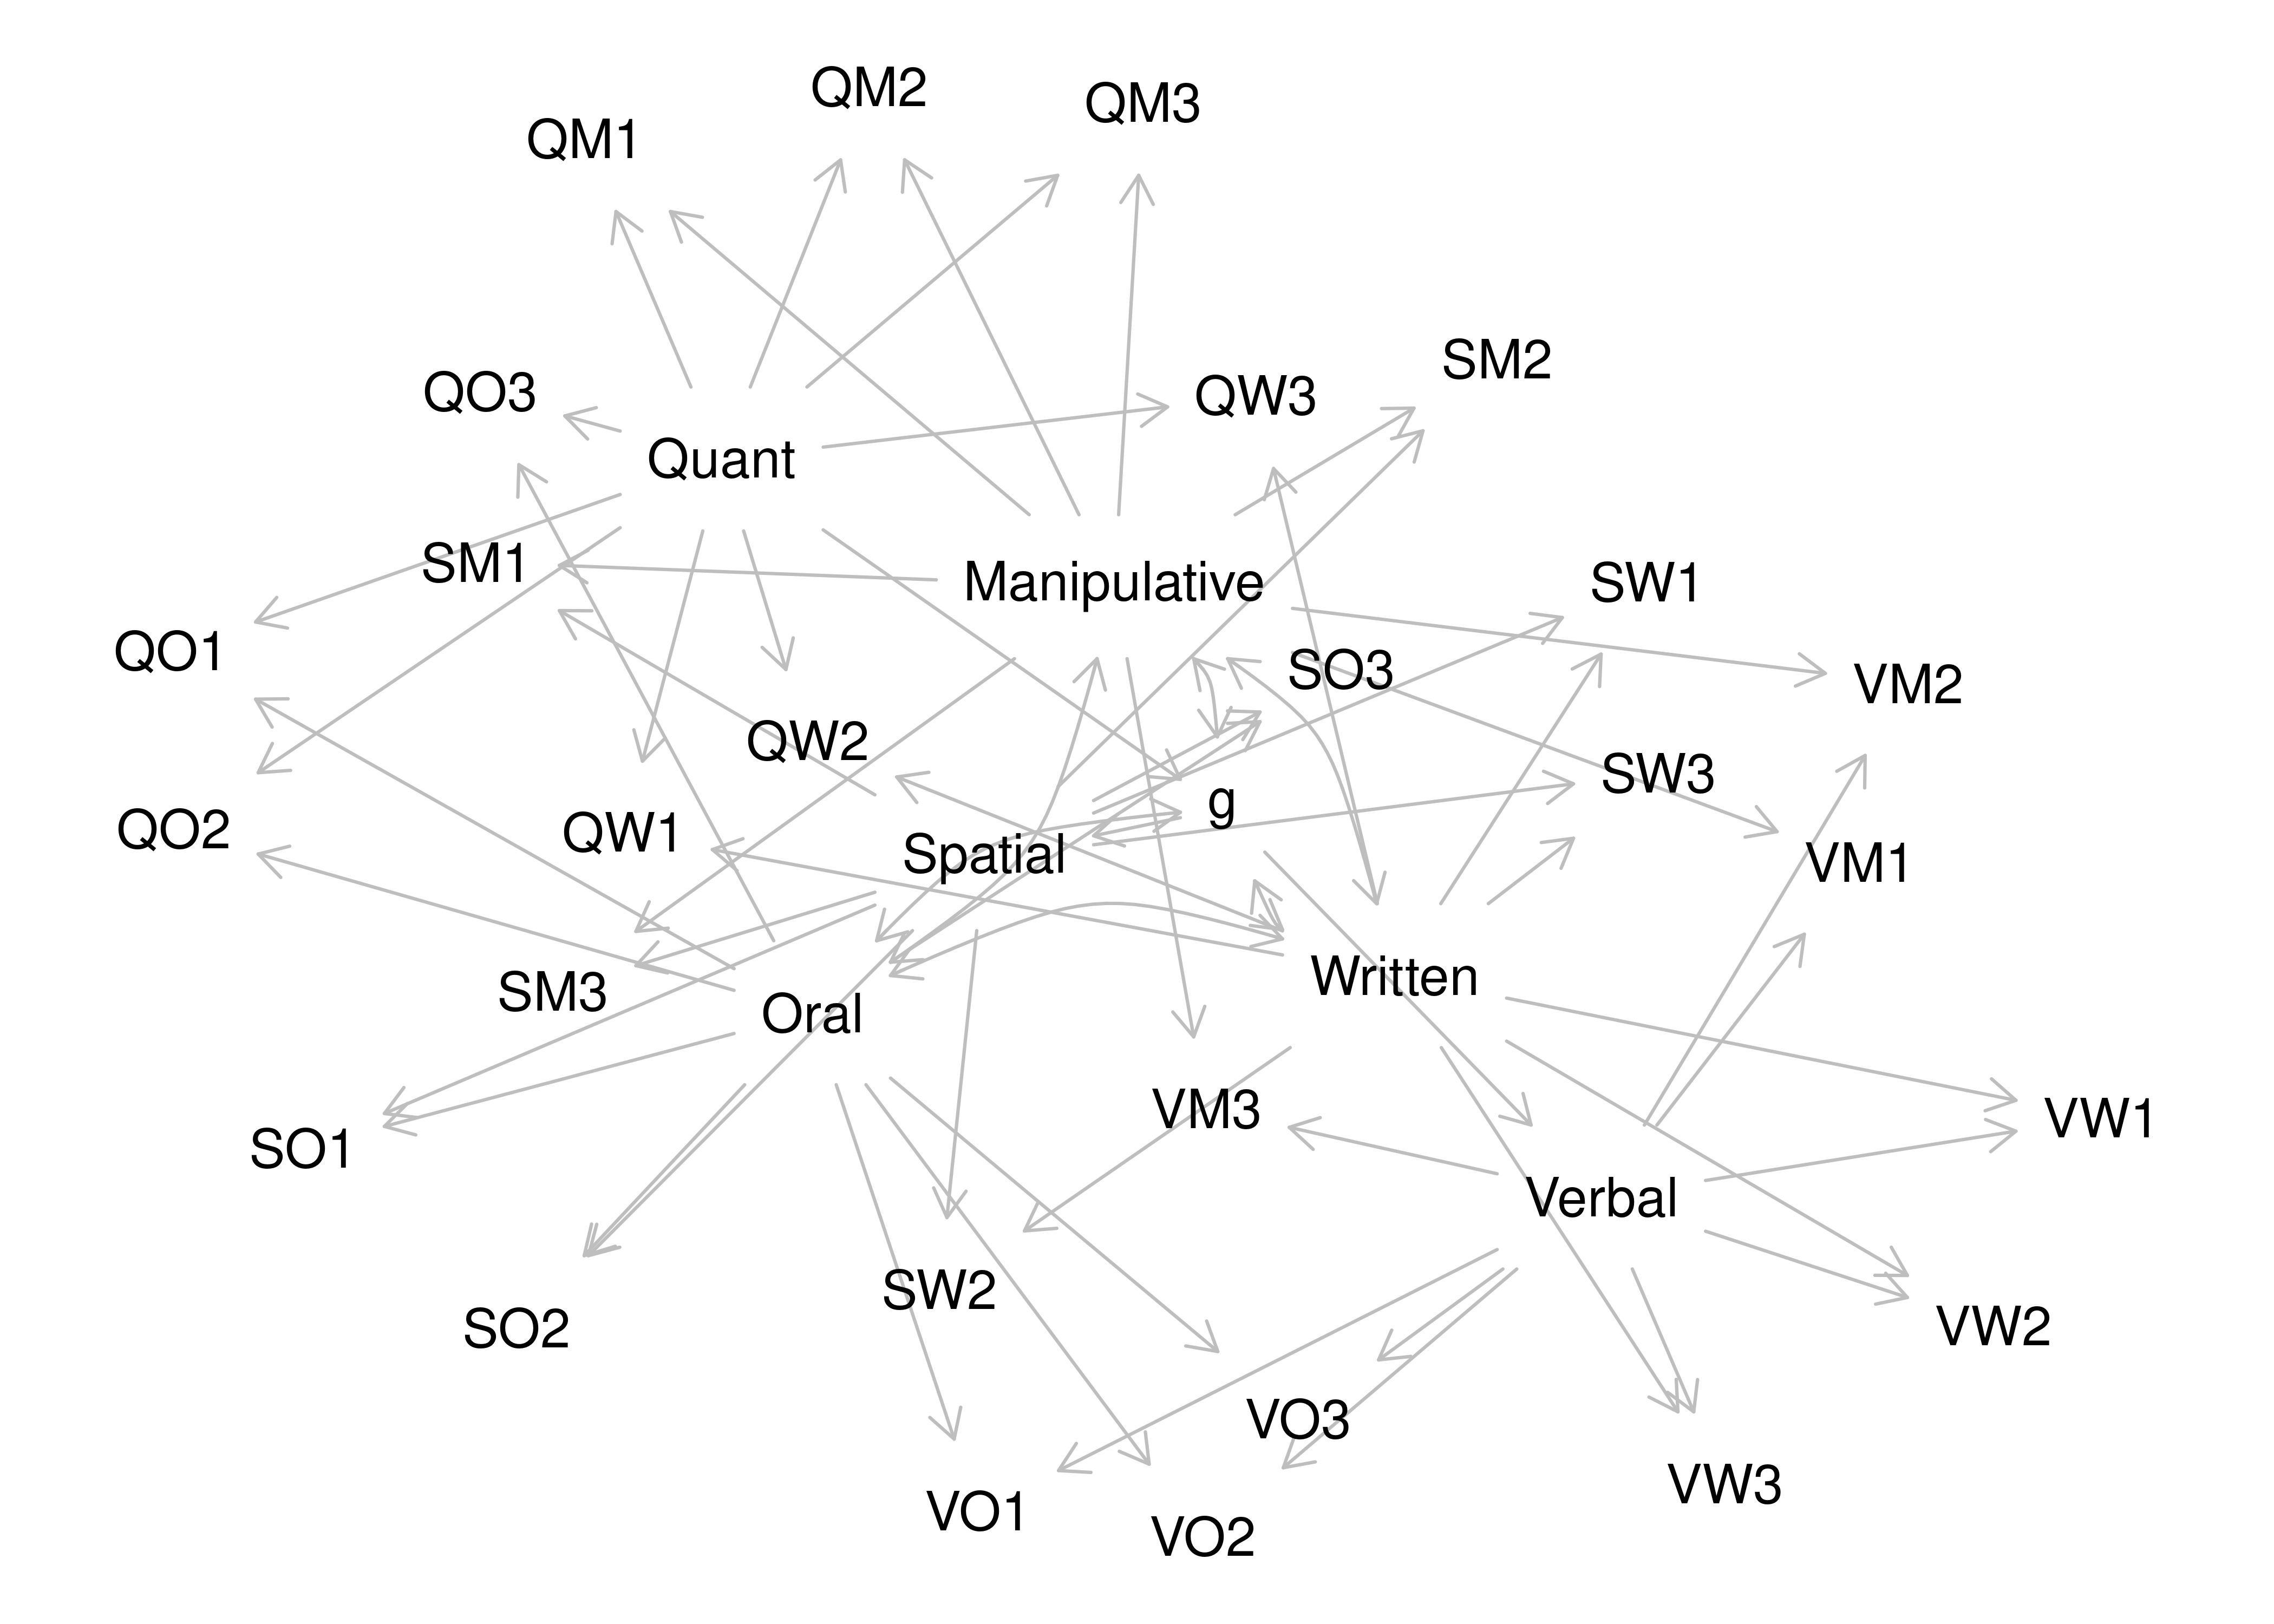 QM2
QM3
QM1
SM2
QO3
QW3
Quant
SM1
Manipulative
SW1
QO1
SO3
VM2
QW2
SW3
g
QO2
QW1
Spatial
VM1
Written
SM3
Oral
VM3
VW1
SO1
Verbal
SW2
SO2
VW2
VO3
VW3
VO1
VO2